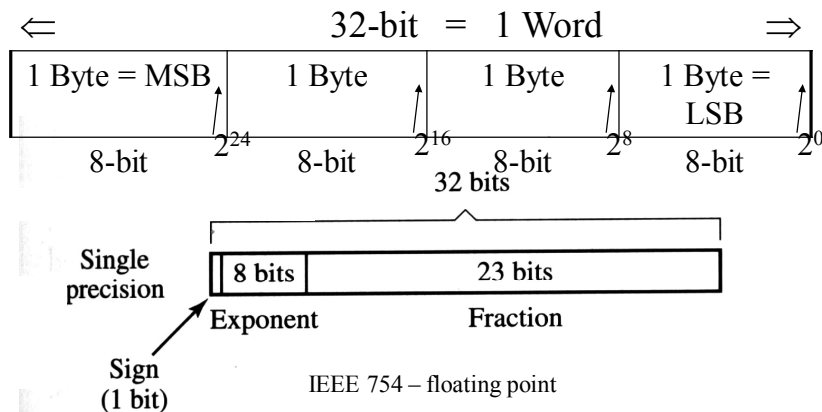 ⇐ 32-bit = 1 Word ⇒
1 Byte = MSB 1 Byte 1 Byte 1 Byte =
LSB
2^24 2^16 2^8 2^0
8-bit 8-bit 8-bit 8-bit
32 bits
Single
precision
8 bits 23 bits
Exponent Fraction
Sign
(1 bit)
IEEE 754 – floating point